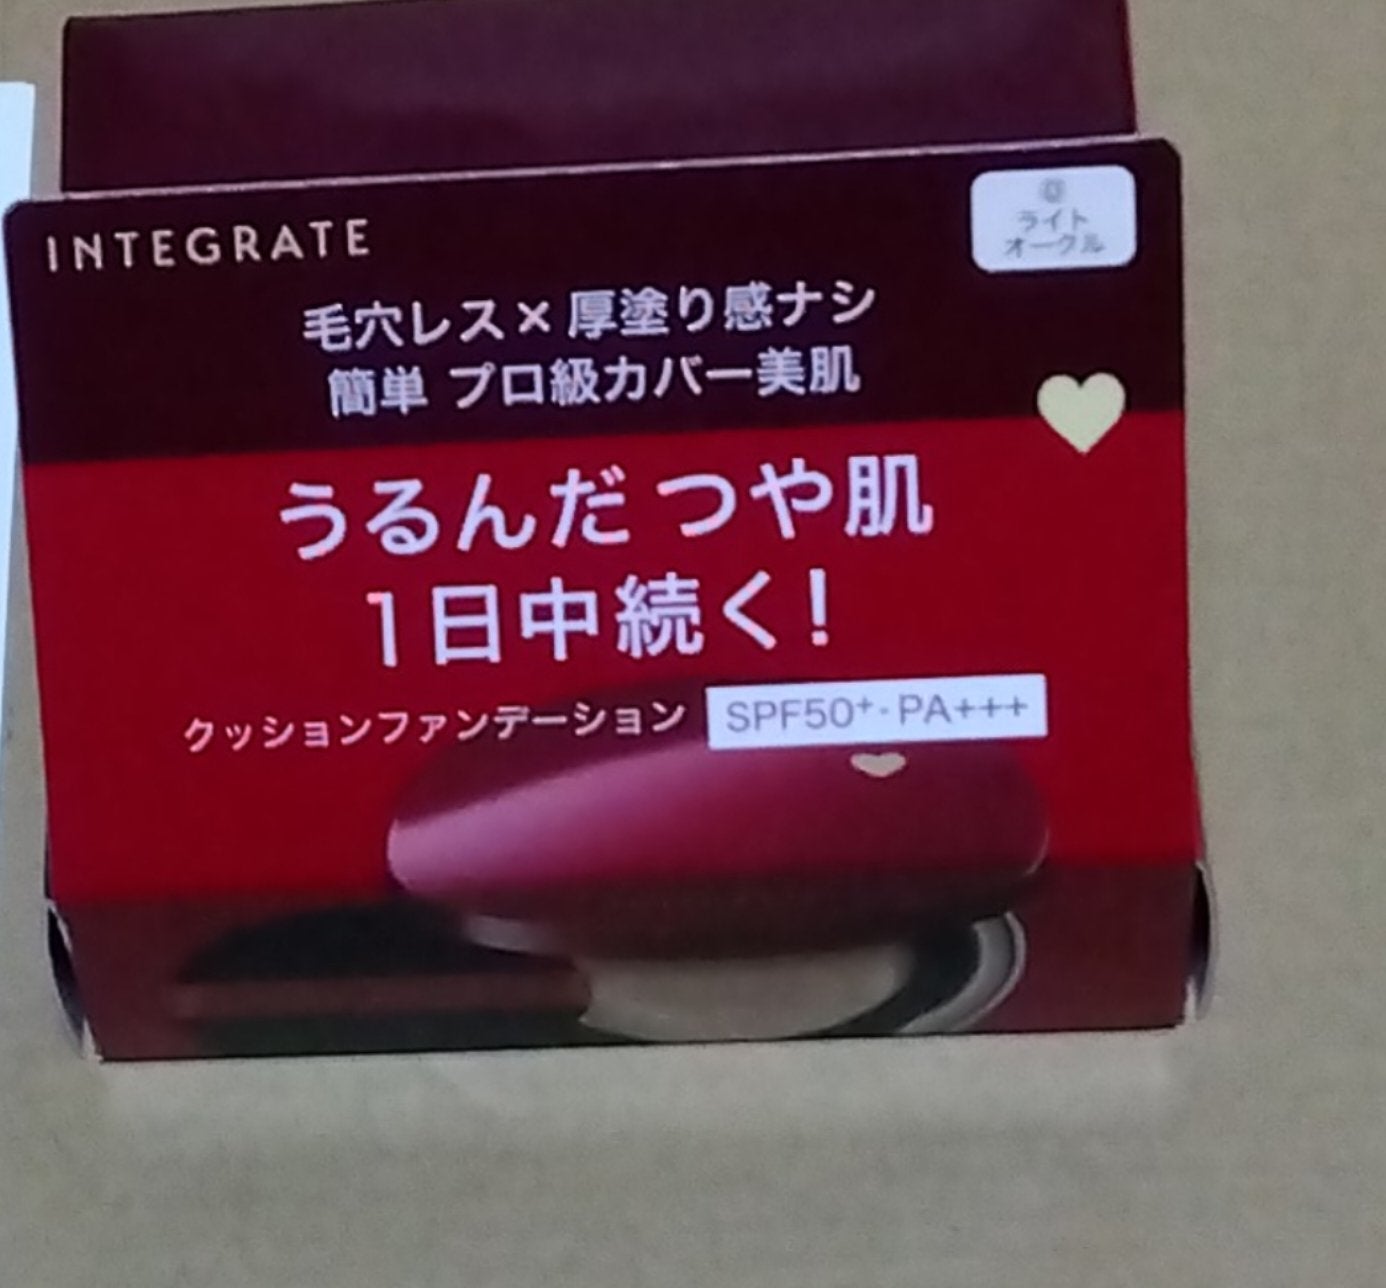 INTEGRATE
ライト
オークル
毛穴レス×厚塗り感ナシ
簡単 プロ級カバー美肌
うるんだ つや肌
1日中続く!
クッションファンデーション SPF50+・PA+++